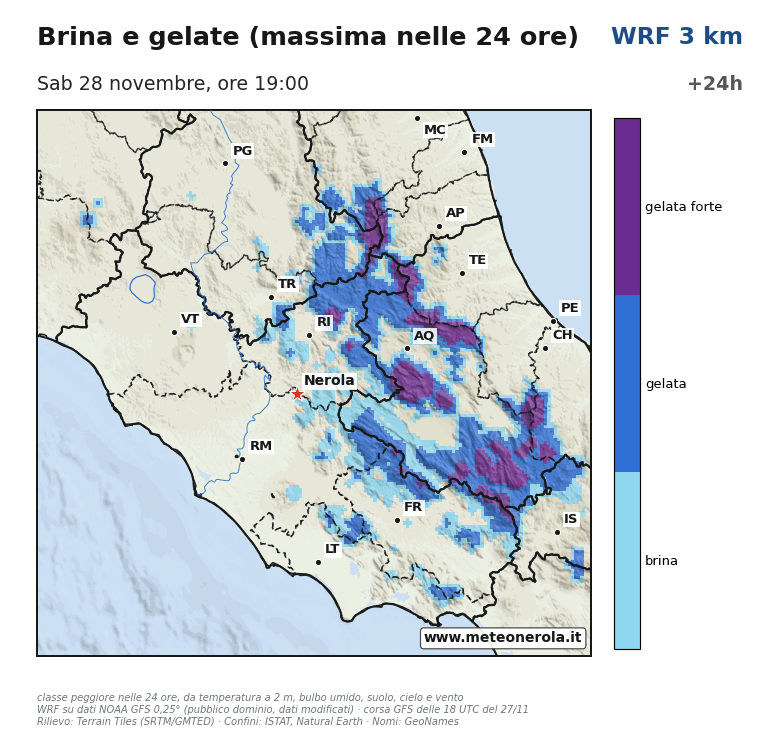 Brina e gelate (massima nelle 24 ore) WRF 3 km
Sab 28 novembre, ore 19:00 +24h
MC
FM
PG
gelata forte
AP
TE
TR
PE
VT
RI
AQ
CH
Nerola
gelata
RM
FR
IS
LT
brina
www.meteonerola.it
classe peggiore nelle 24 ore, da temperatura a 2 m, bulbo umido, suolo, cielo e vento
WRF su dati NOAA GFS 0,25° (pubblico dominio, dati modificati) · corsa GFS delle 18 UTC del 27/11
Rilievo: Terrain Tiles (SRTM/GMTED) · Confini: ISTAT, Natural Earth · Nomi: GeoNames